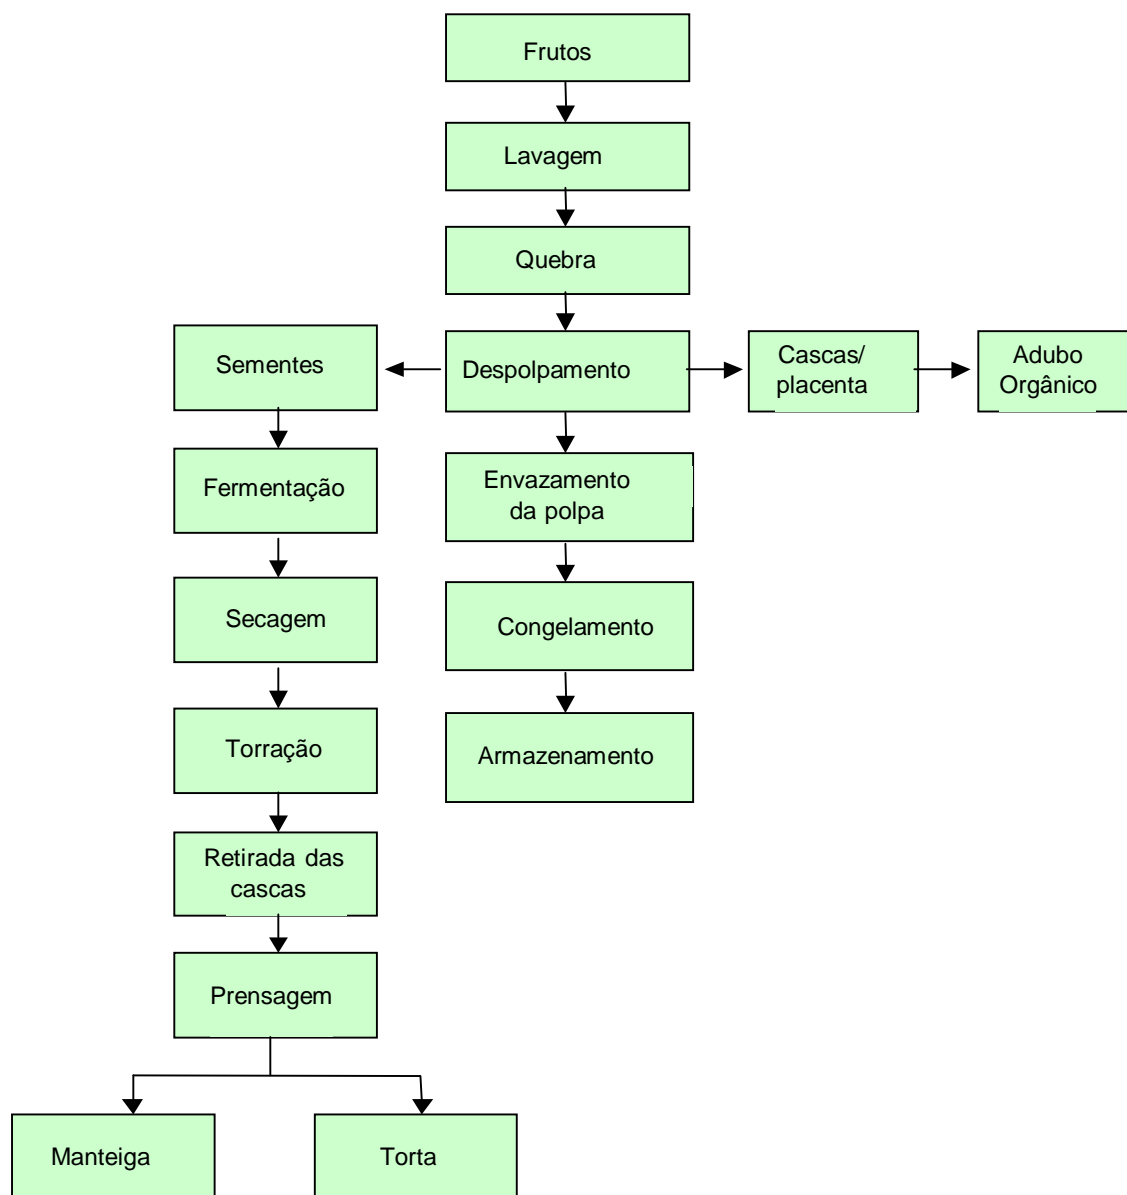 Frutos
Lavagem
Quebra
Sementes
Despolpamento
Cascas/
placenta
Adubo
Orgânico
Fermentação
Envazamento
da polpa
Secagem
Congelamento
Torração
Armazenamento
Retirada das
cascas
Prensagem
Manteiga
Torta